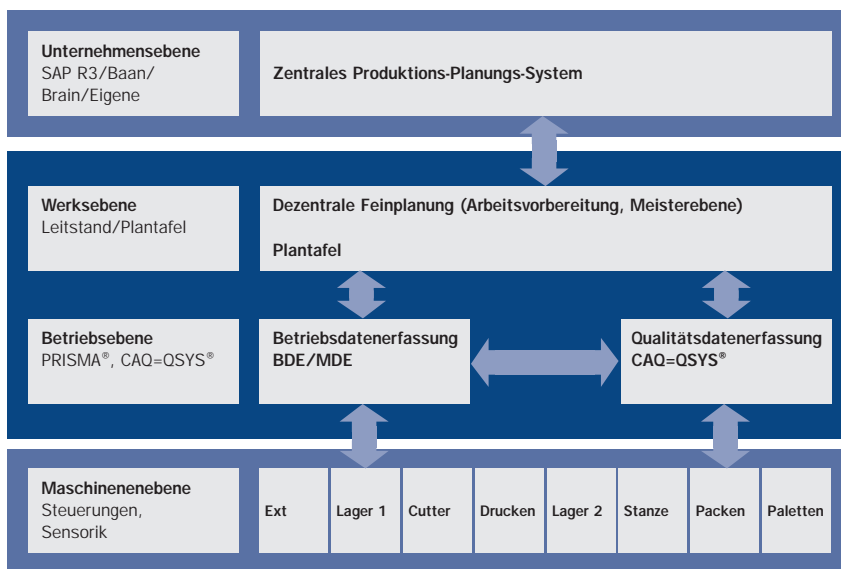 Unternehmensebene
SAP R3/Baan/
Brain/Eigene
Zentrales Produktions-Planungs-System
Werksebene
Leitstand/Plantafel
Dezentrale Feinplanung (Arbeitsvorbereitung, Meisterebene)
Plantafel
Betriebsebene
PRISMA®, CAQ=QSYS®
Betriebsdatenerfassung
BDE/MDE
Qualitätsdatenerfassung
CAQ=QSYS®
Maschinenenebene
Steuerungen,
Sensorik
Ext
Lager 1
Cutter
Drucken
Lager 2
Stanze
Packen
Paletten